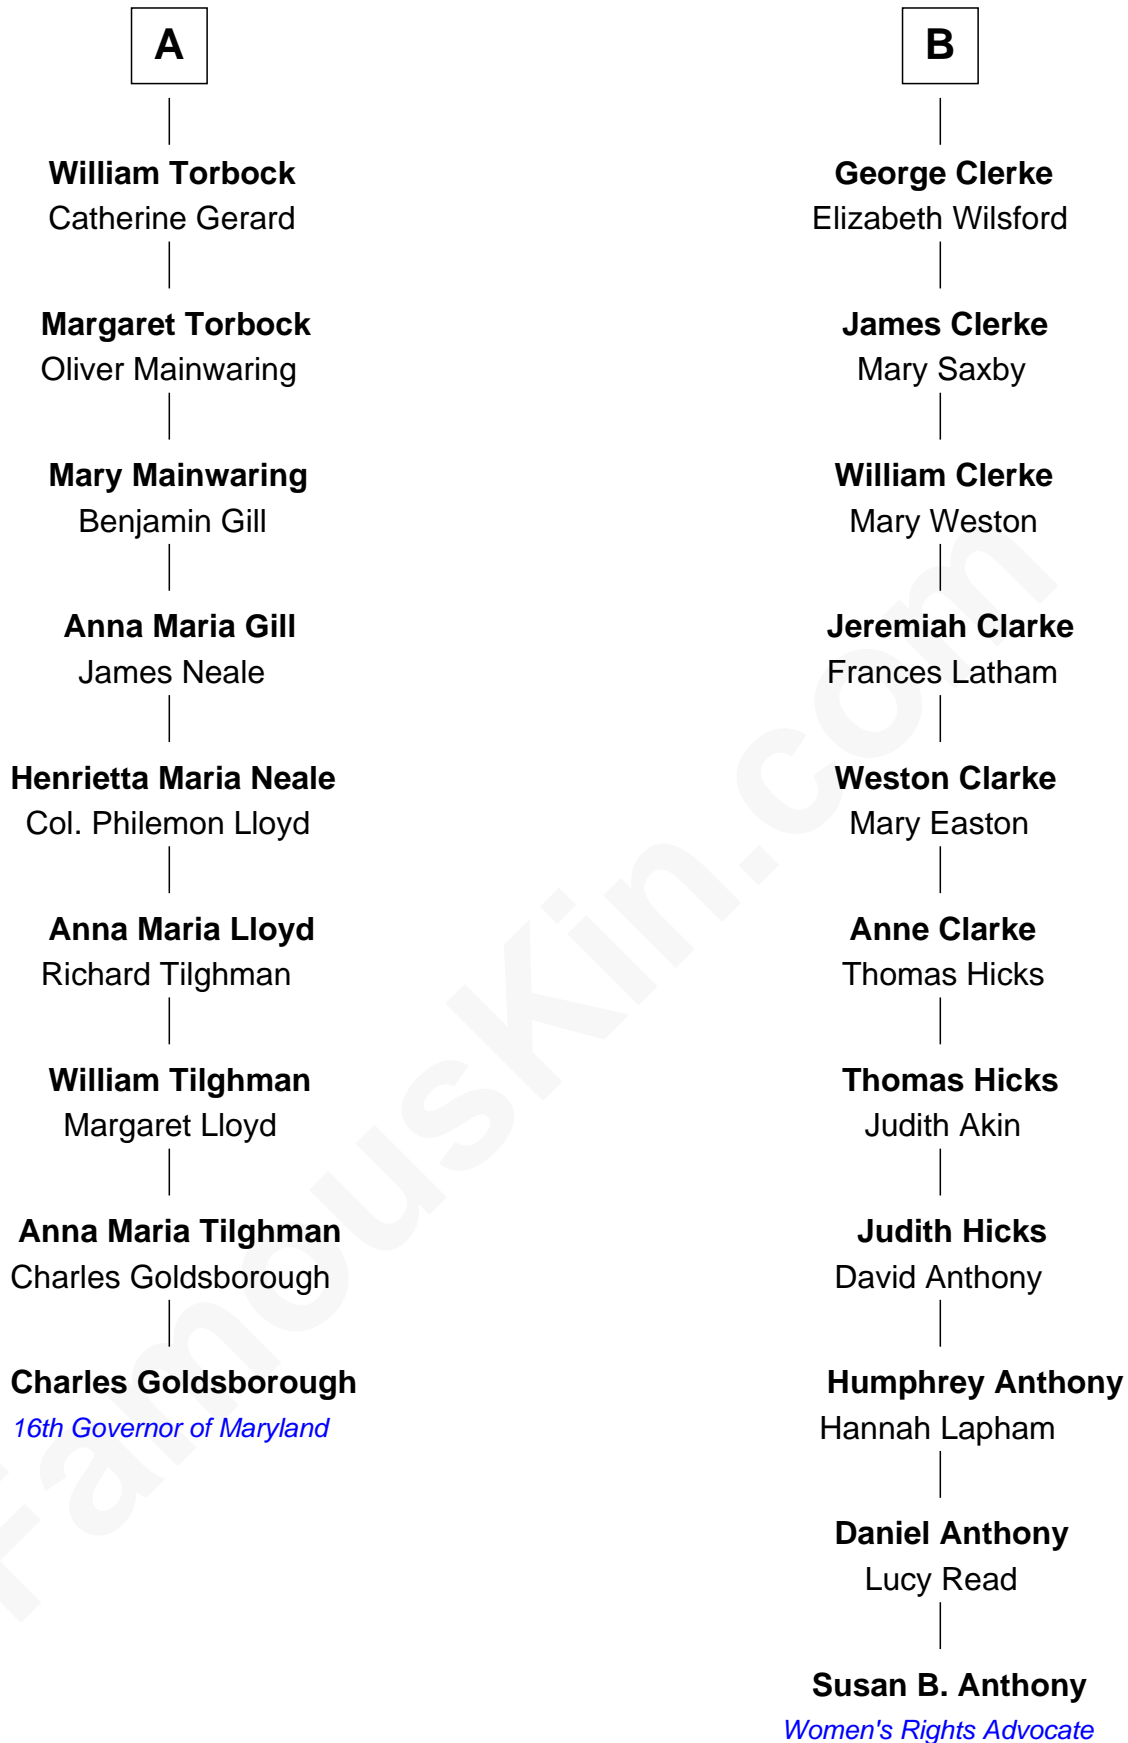 A
William Torbock
Catherine Gerard
Margaret Torbock
Oliver Mainwaring
Mary Mainwaring
Benjamin Gill
Anna Maria Gill
James Neale
Henrietta Maria Neale
Col. Philemon Lloyd
Anna Maria Lloyd
Richard Tilghman
William Tilghman
Margaret Lloyd
Anna Maria Tilghman
Charles Goldsborough
Charles Goldsborough
16th Governor of Maryland
B
George Clerke
Elizabeth Wilsford
James Clerke
Mary Saxby
William Clerke
Mary Weston
Jeremiah Clarke
Frances Latham
Weston Clarke
Mary Easton
Anne Clarke
Thomas Hicks
Thomas Hicks
Judith Akin
Judith Hicks
David Anthony
Humphrey Anthony
Hannah Lapham
Daniel Anthony
Lucy Read
Susan B. Anthony
Women's Rights Advocate
FamousKin.com